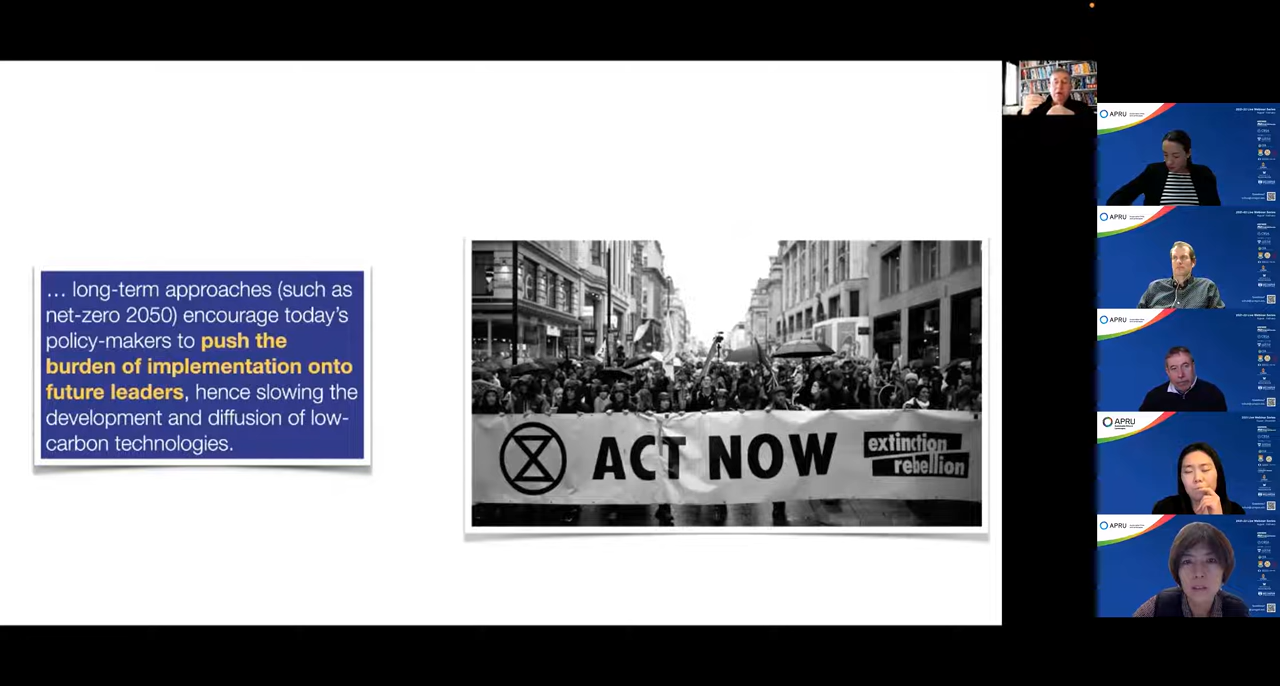 … long-term approaches (such as
net-zero 2050) encourage today’s
policy-makers to push the
burden of implementation onto
future leaders, hence slowing the
development and diffusion of low-
carbon technologies.
ACT NOW
extinction
rebellion
APRU
APRU
APRU
APRU
APRU